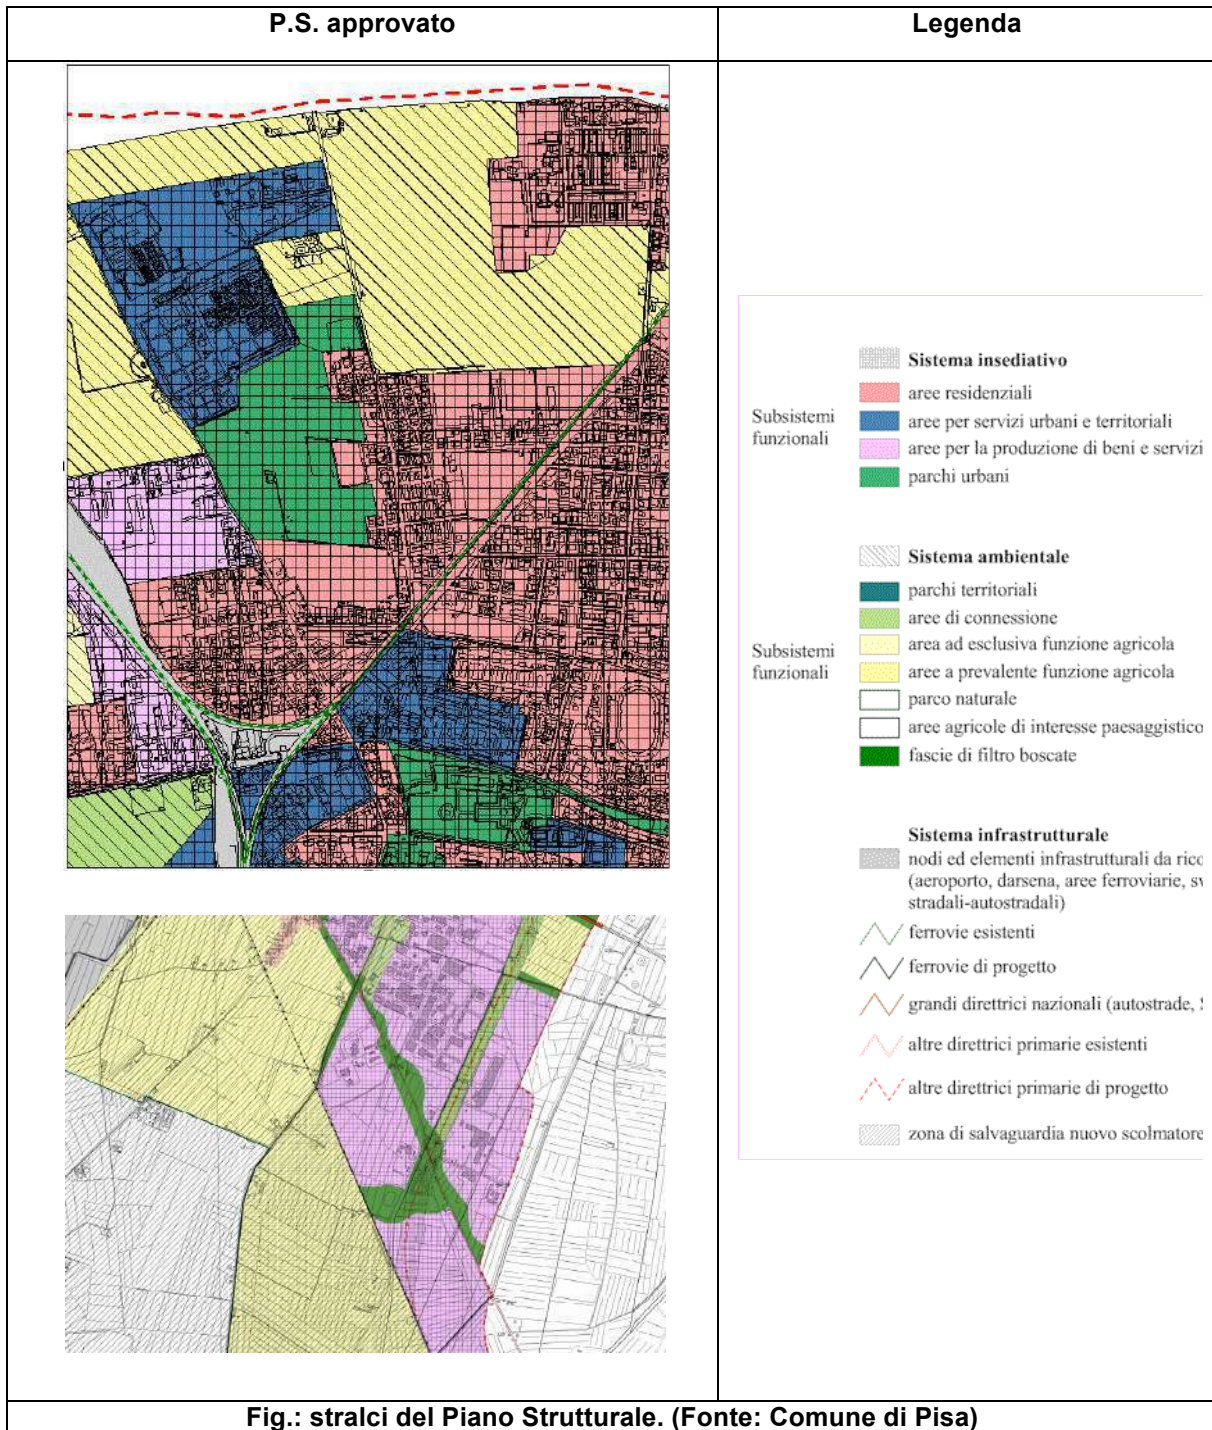 P.S. approvato
Legenda
Sistema insediativo
Subsistemi funzionali
aree residenziali
aree per servizi urbani e territoriali
aree per la produzione di beni e servizi
parchi urbani
Sistema ambientale
Subsistemi funzionali
parchi territoriali
aree di connessione
area ad esclusiva funzione agricola
aree a prevalente funzione agricola
parco naturale
aree agricole di interesse paesaggistico
fascie di filtro boscate
Sistema infrastrutturale
nodi ed elementi infrastrutturali da rico
(aeroporto, darsena, aree ferroviarie, sv
stradali-autostradali)
ferrovie esistenti
ferrovie di progetto
grandi direttrici nazionali (autostrade, S
altre direttrici primarie esistenti
altre direttrici primarie di progetto
zona di salvaguardia nuovo scolmatore
Fig.: stralci del Piano Strutturale. (Fonte: Comune di Pisa)